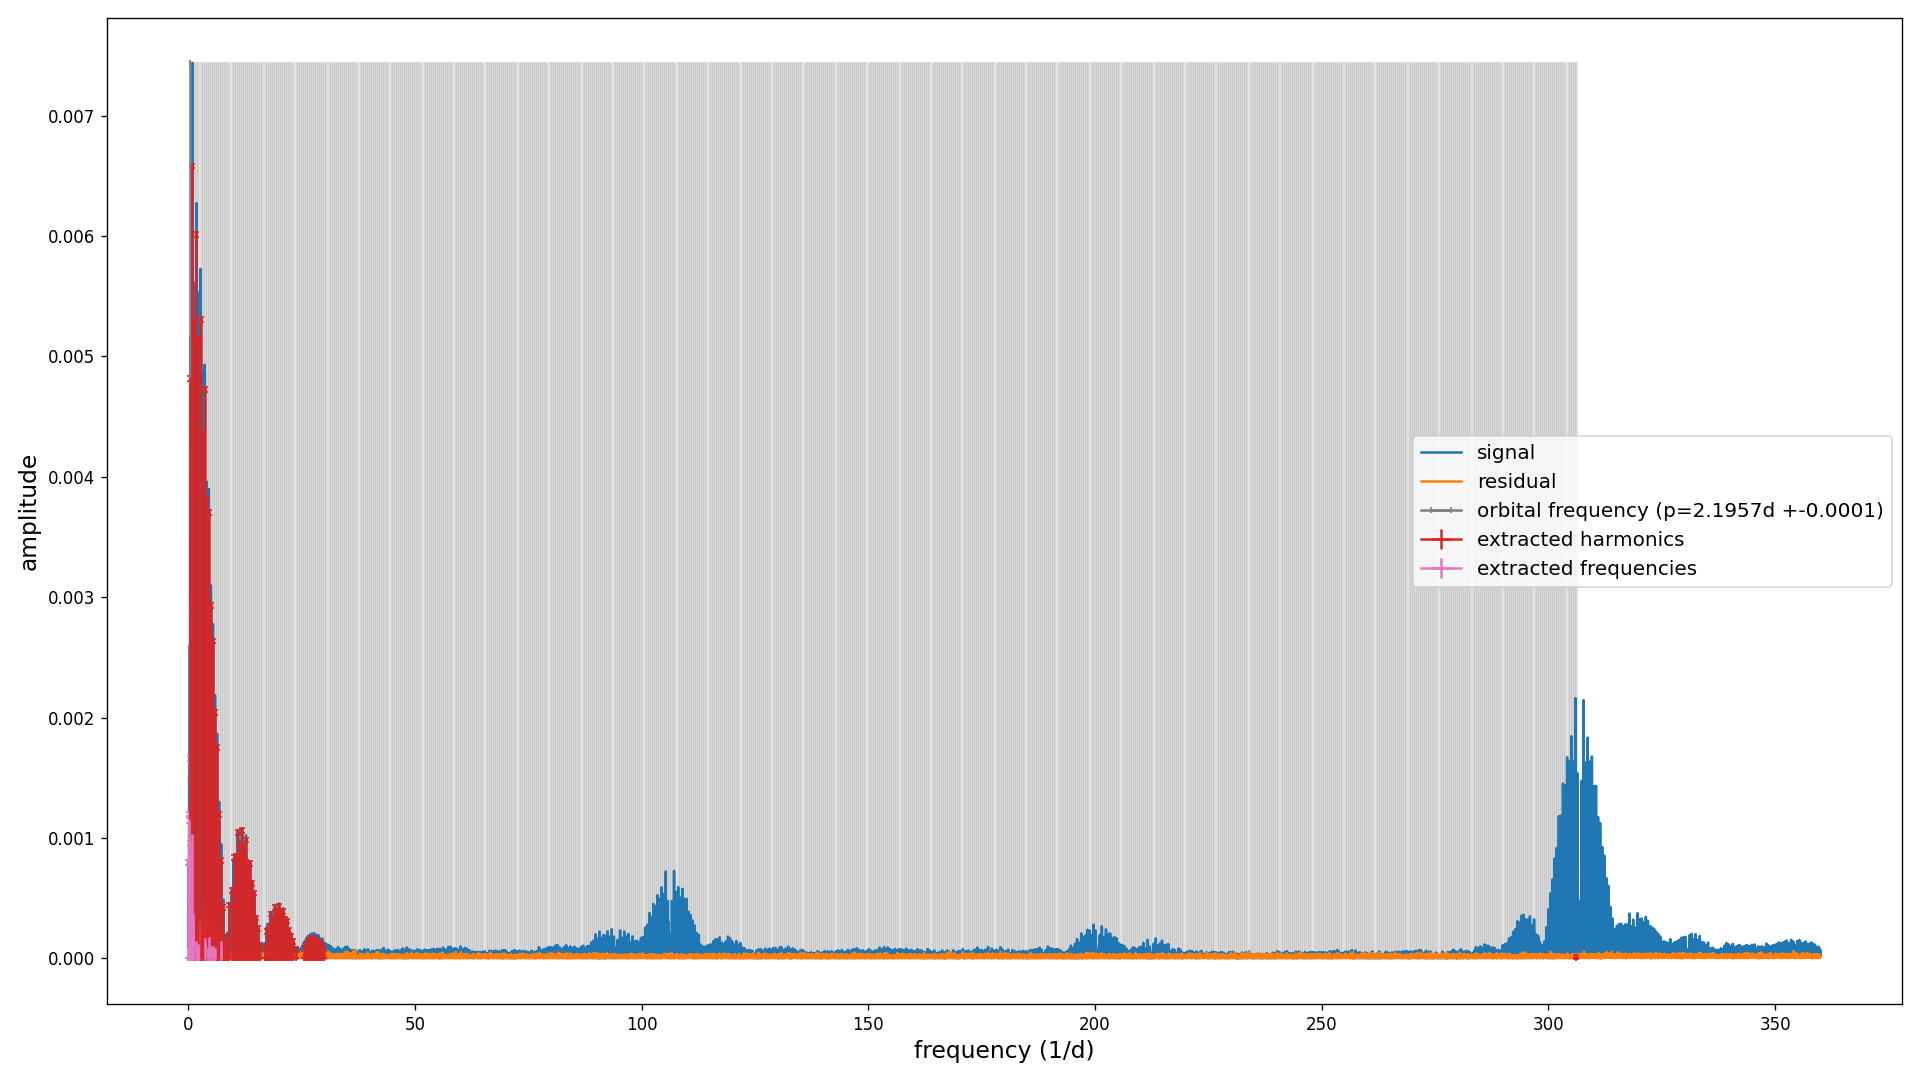 0.007
0.006
0.005
0.004
0.003
0.002
0.001
0.000
amplitude
signal
residual
orbital frequency (p=2.1957d +-0.0001)
extracted harmonics
extracted frequencies
0 50 100 150 200 250 300 350
frequency (1/d)